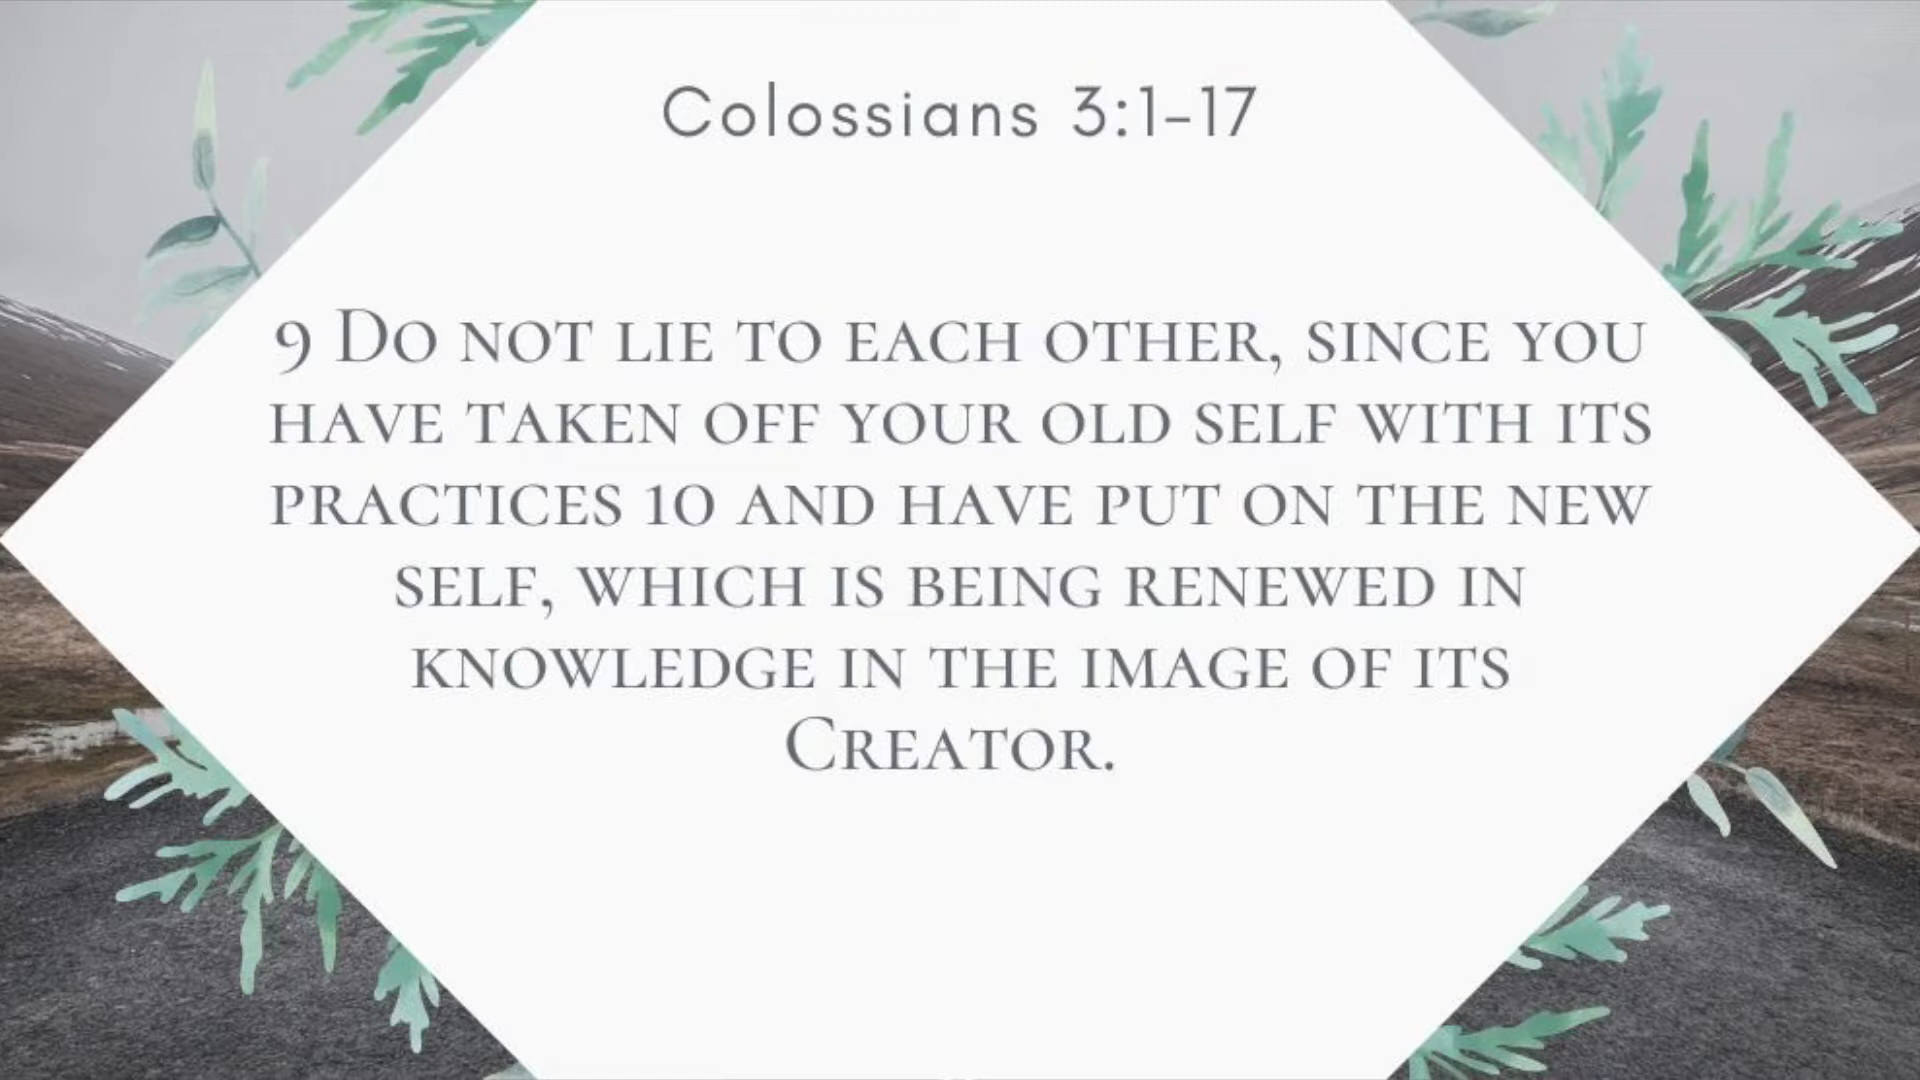 Colossians 3:1-17
9 Do not lie to each other, since you
have taken off your old self with its
practices 10 and have put on the new
self, which is being renewed in
knowledge in the image of its
Creator.